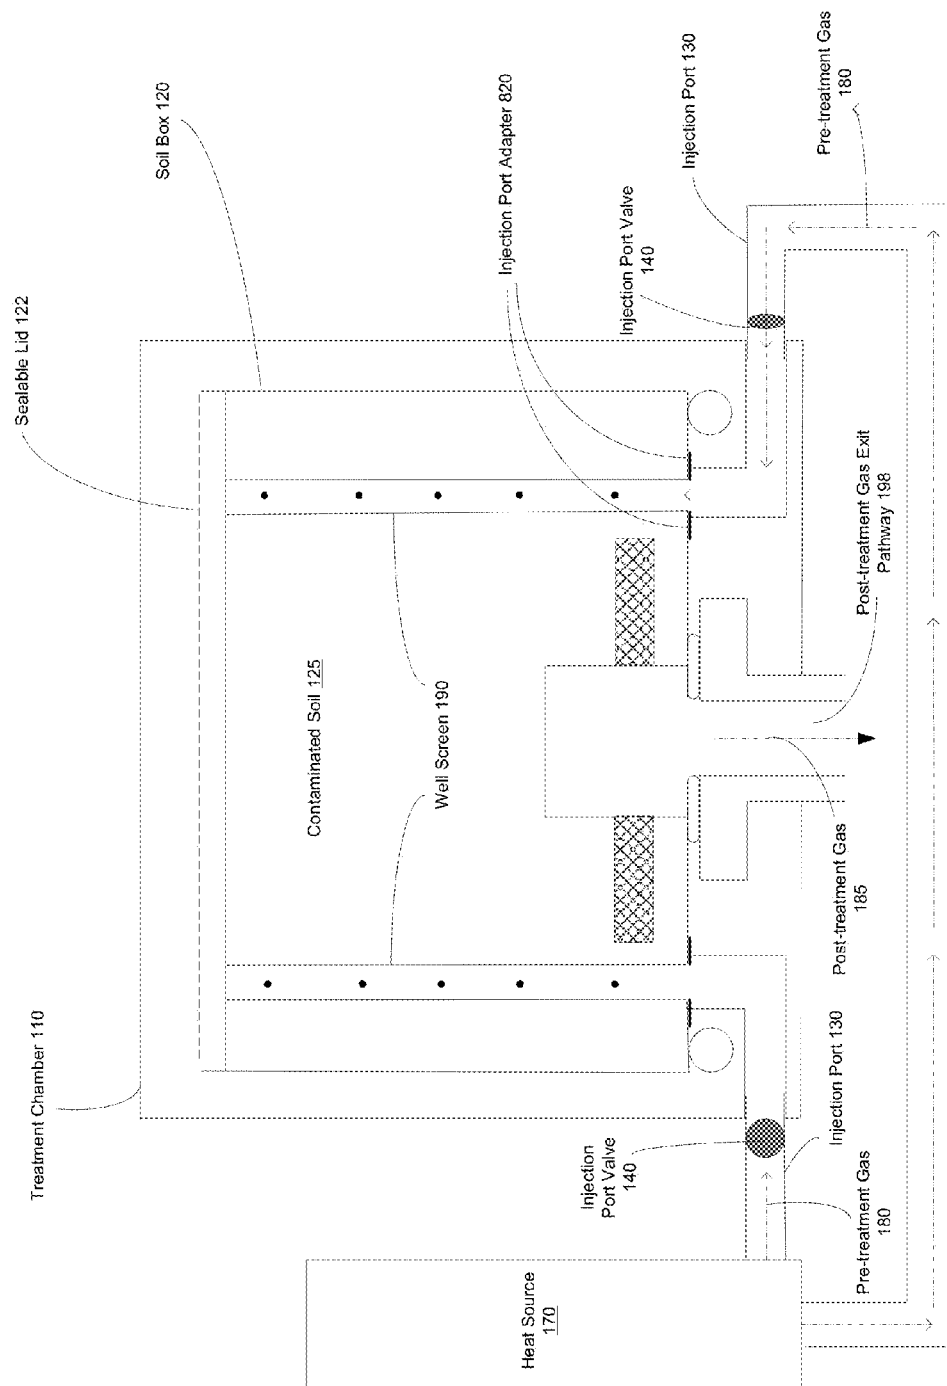 Treatment Chamber 110
Sealable Lid 122
Soil Box 120
Injection Port Adapter 820
Injection Port 130
Pre-treatment Gas
180
Injection Port Valve
140
Contaminated Soil 125
Well Screen 190
Post-treatment Gas Exit
Pathway 198
Post-treatment Gas
185
Injection
Port Valve
140
Injection Port 130
Pre-treatment Gas
180
Heat Source
170